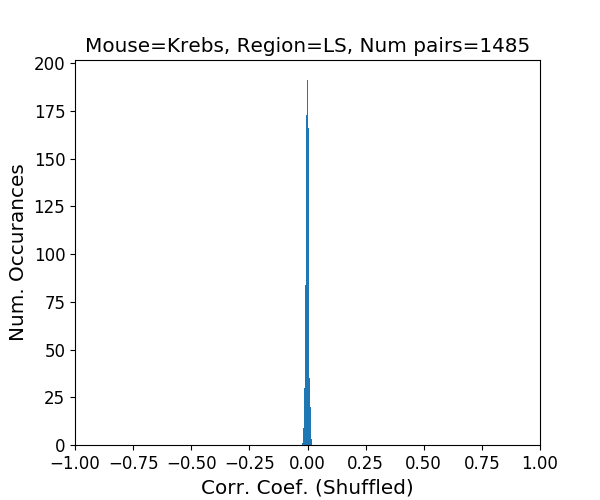 Mouse=Krebs, Region=LS, Num pairs=1485
200
175
150
125
100
75
50
25
0
Num. Occurances
−1.00 −0.75 −0.50 −0.25 0.00 0.25 0.50 0.75 1.00
Corr. Coef. (Shuffled)